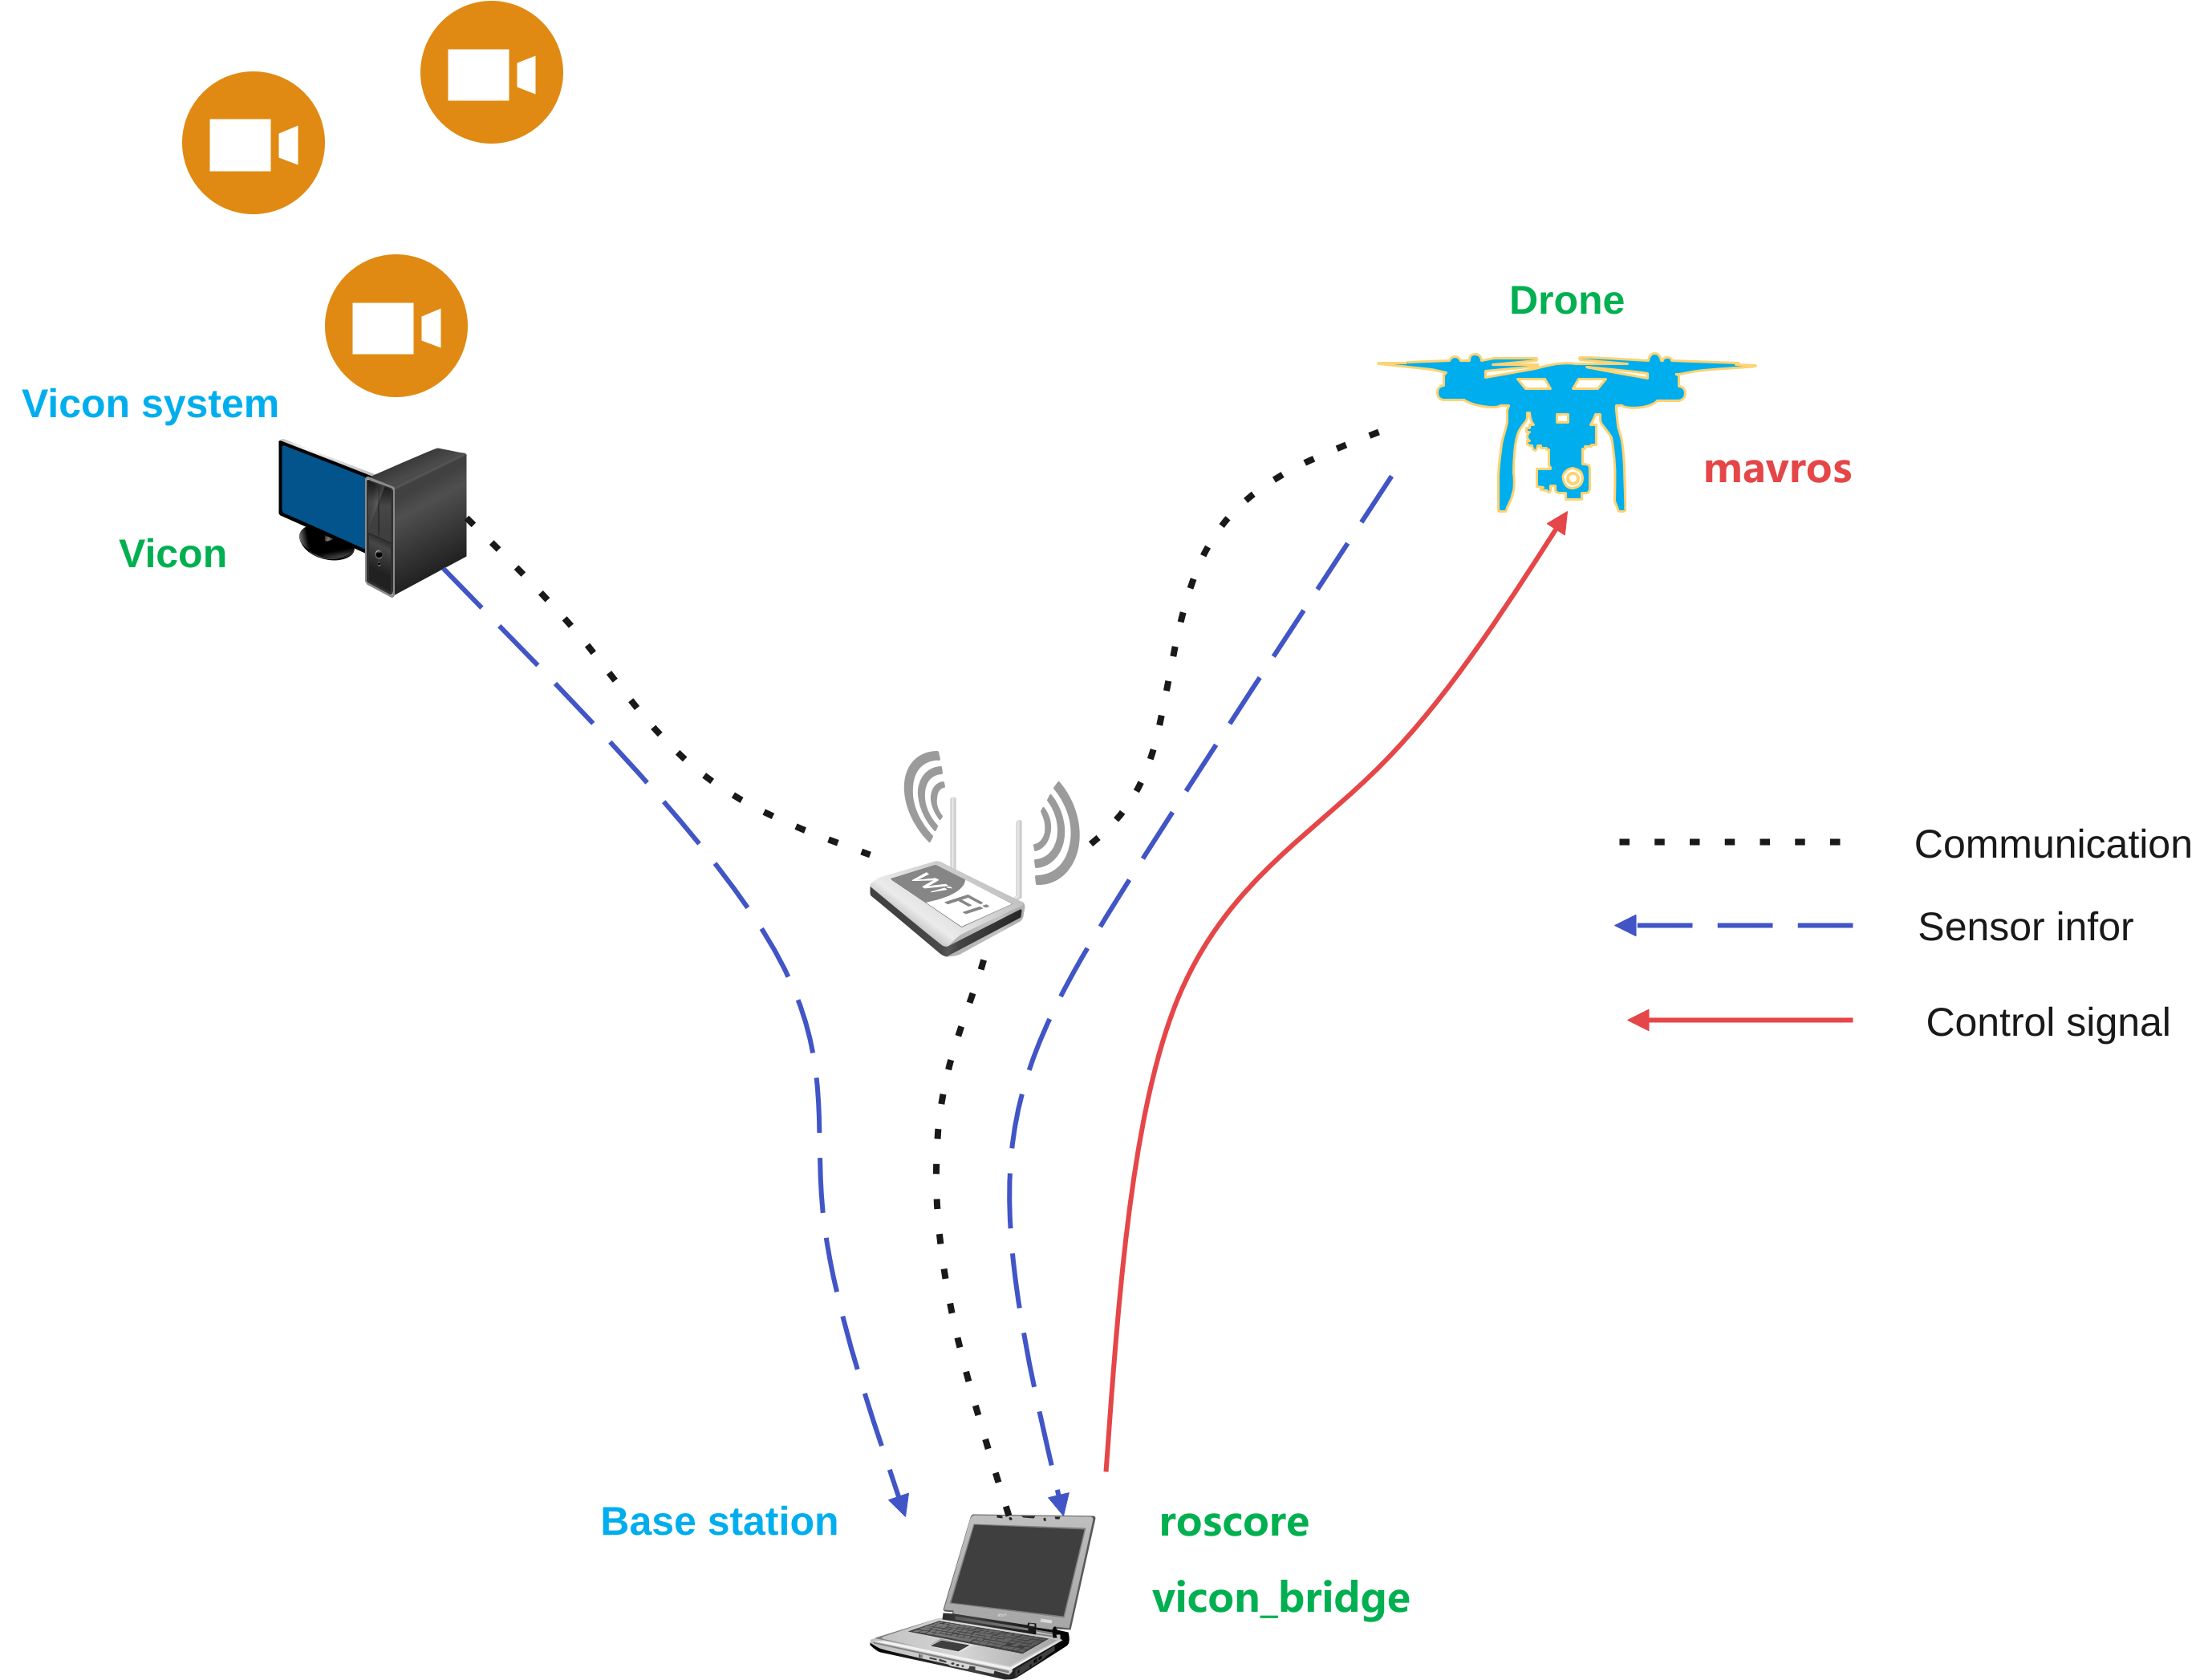 Drone
Vicon system
mavros
Vicon
Wi
Fi
Communication
Sensor infor
Control signal
Base station
roscore
vicon_bridge